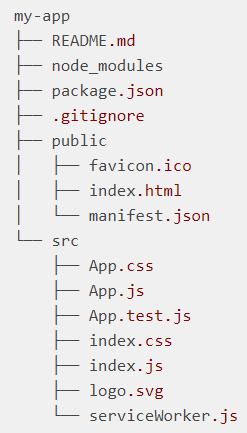 my-app
├── README.md
├── node_modules
├── package.json
├── .gitignore
├── public
│   ├── favicon.ico
│   ├── index.html
│   └── manifest.json
└── src
    ├── App.css
    ├── App.js
    ├── App.test.js
    ├── index.css
    ├── index.js
    ├── logo.svg
    └── serviceWorker.js